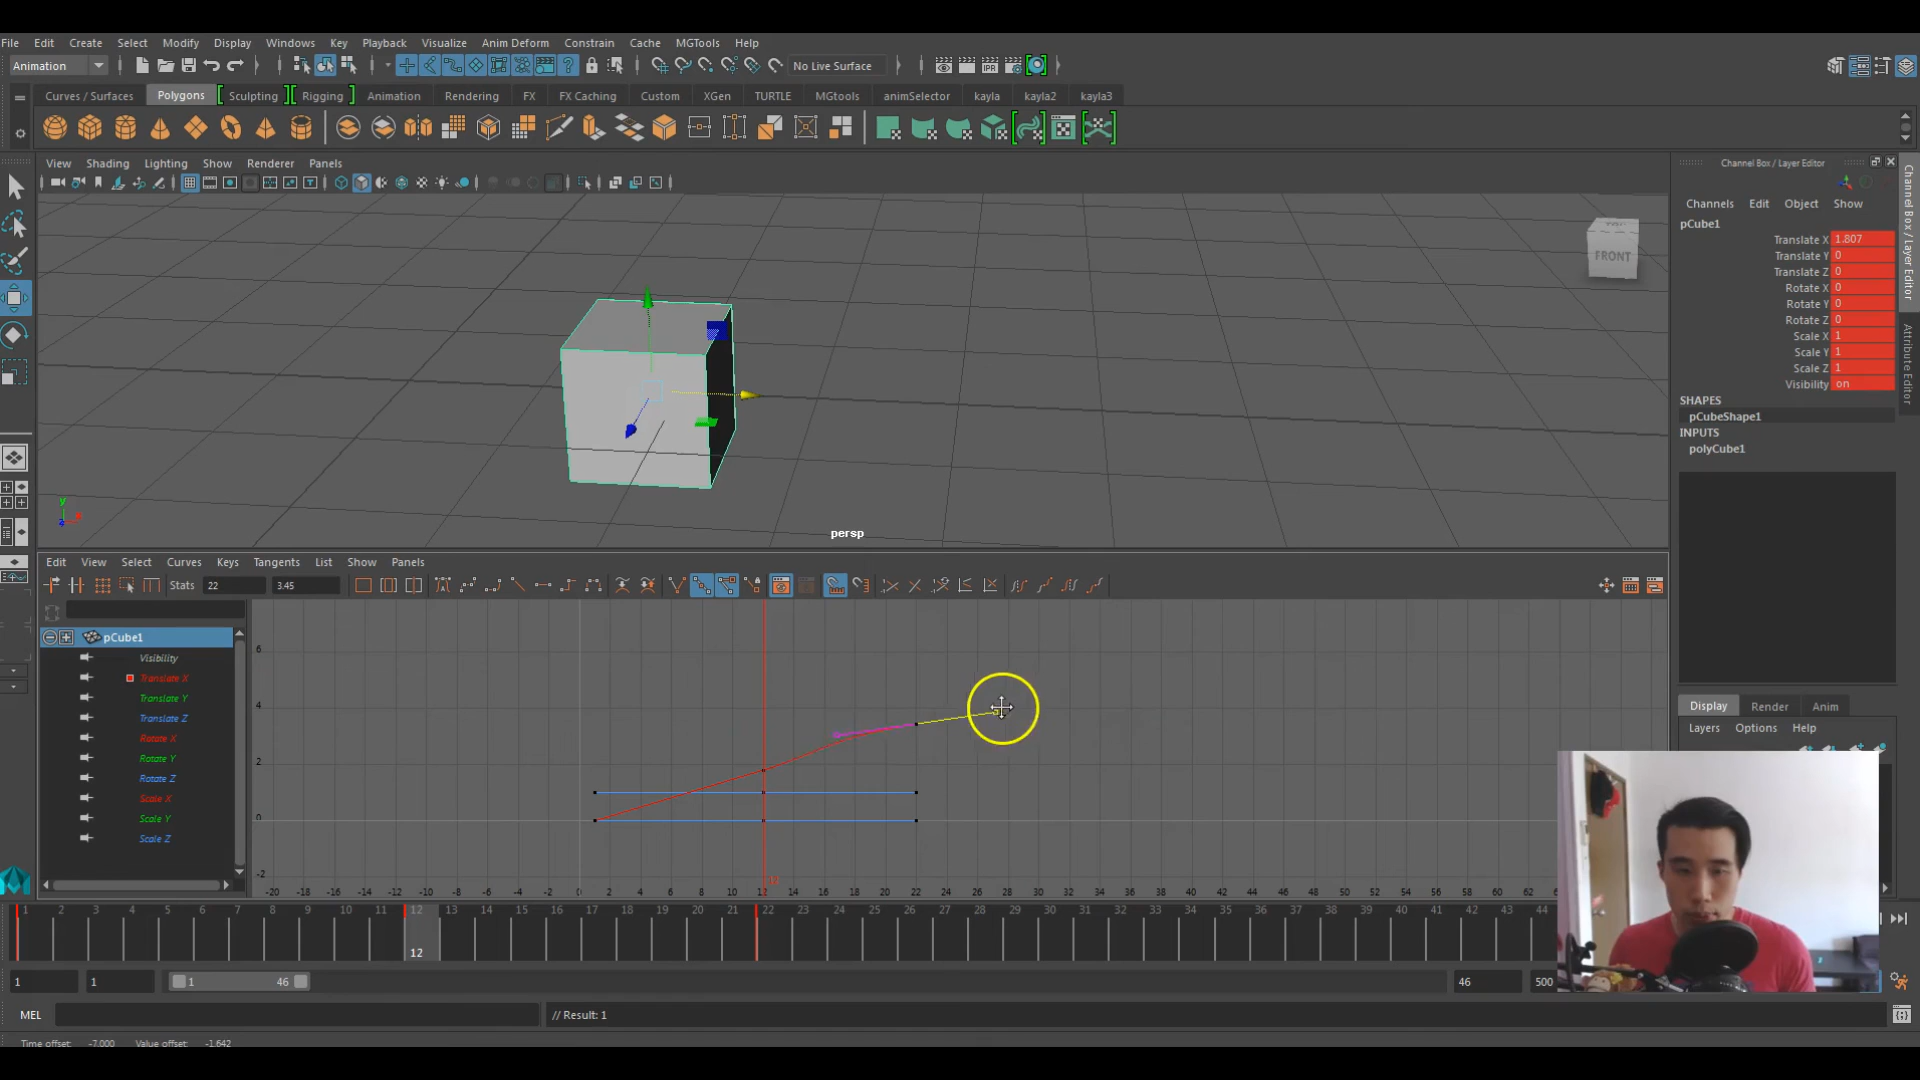 File Edit Create Select Modify Display Windows Key Playback Visualize Anim Deform Constrain Cache MGTools Help
Animation No Live Surface
Curves / Surfaces Polygons Sculpting Rigging Animation Rendering FX FX Caching Custom XGen TURTLE MGtools animSelector kayla kayla2 kayla3
View Shading Lighting Show Renderer Panels
Channel Box / Layer Editor
Channels Edit Object Show
pCube1
Translate X 1.807
Translate Y 0
Translate Z 0
Rotate X 0
Rotate Y 0
Rotate Z 0
Scale X 1
Scale Y 1
Scale Z 1
Visibility on
SHAPES
pCubeShape1
INPUTS
polyCube1
Channel Box / Layer Editor
Attribute Editor
FRONT
y
persp
Edit View Select Curves Keys Tangents List Show Panels
Stats 22 3.45
pCube1
Visibility
Translate X
Translate Y
Translate Z
Rotate X
Rotate Y
Rotate Z
Scale X
Scale Y
Scale Z
6
4
2
0
-2
-20 -18 -16 -14 -12 -10 -8 -6 -4 -2 0 2 4 6 8 10 12 14 16 18 20 22 24 26 28 30 32 34 36 38 40 42 44 46 48 50 52 54 56 58 60 62
12
Display Render Anim
Layers Options Help
1 2 3 4 5 6 7 8 9 10 11 12 13 14 15 16 17 18 19 20 21 22 23 24 25 26 27 28 29 30 31 32 33 34 35 36 37 38 39 40 41 42 43 44
12
1 1 1 46 46 500
MEL // Result: 1
Time offset: -7.000 Value offset: -1.642